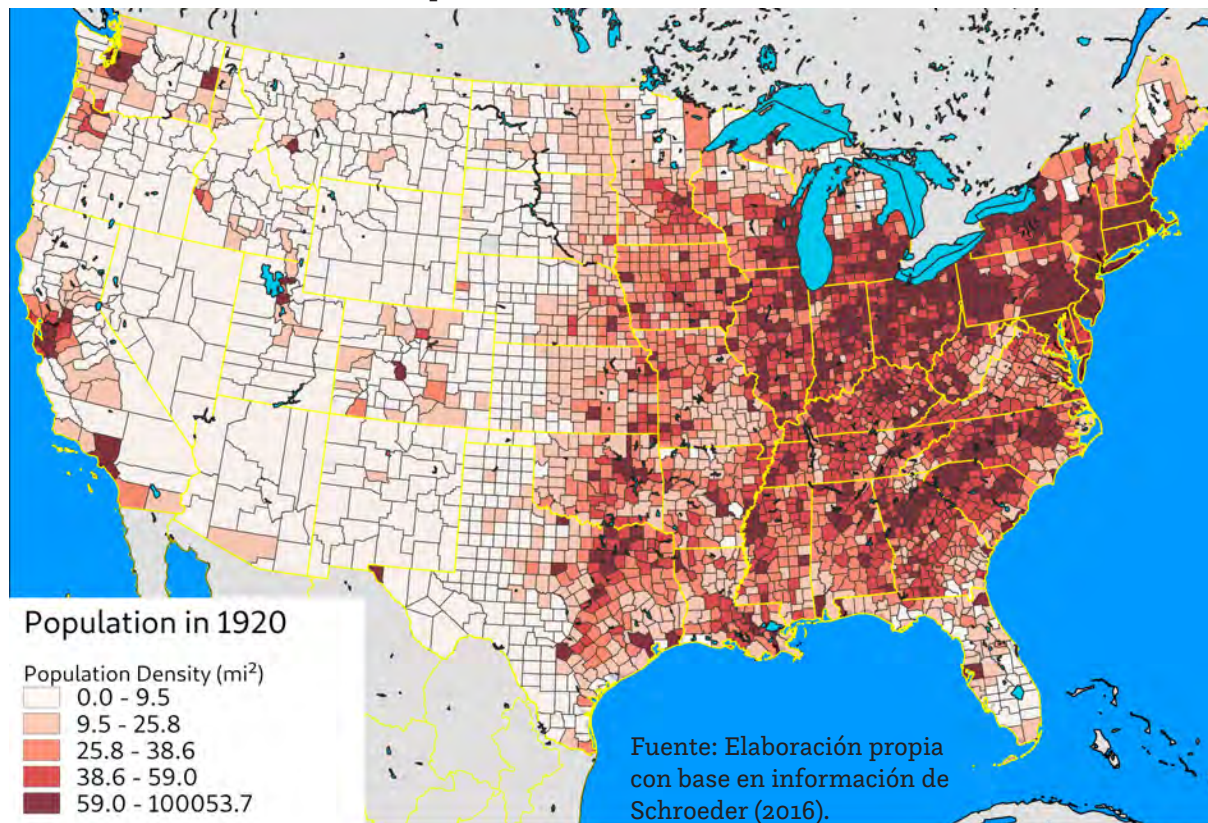 Population in 1920
Population Density (mi²)
0.0 - 9.5
9.5 - 25.8
25.8 - 38.6
38.6 - 59.0
59.0 - 100053.7
Fuente: Elaboración propia
con base en información de
Schroeder (2016).